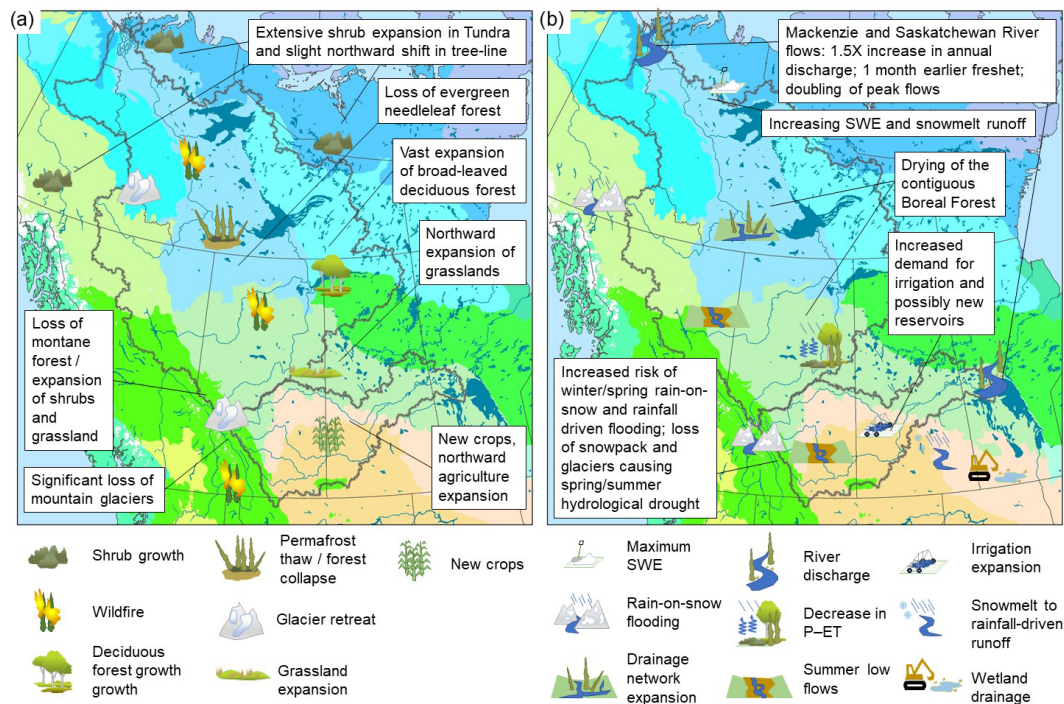 (a)
Extensive shrub expansion in Tundra
and slight northward shift in tree-line
Loss of evergreen
needleleaf forest
Vast expansion
of broad-leaved
deciduous forest
Northward
expansion of
grasslands
Loss of
montane
forest /
expansion
of shrubs
and
grassland
Significant loss of
mountain glaciers
New crops,
northward
agriculture
expansion
(b)
Mackenzie and Saskatchewan River
flows: 1.5X increase in annual
discharge; 1 month earlier freshet;
doubling of peak flows
Increasing SWE and snowmelt runoff
Drying of the
contiguous
Boreal Forest
Increased
demand for
irrigation and
possibly new
reservoirs
Increased risk of
winter/spring rain-on-
snow and rainfall
driven flooding; loss
of snowpack and
glaciers causing
spring/summer
hydrological drought
Shrub growth
Permafrost
thaw / forest
collapse
New crops
Wildfire
Glacier retreat
Deciduous
forest growth
growth
Grassland
expansion
Maximum
SWE
River
discharge
Irrigation
expansion
Rain-on-snow
flooding
Decrease in
P–ET
Snowmelt to
rainfall-driven
runoff
Drainage
network
expansion
Summer low
flows
Wetland
drainage